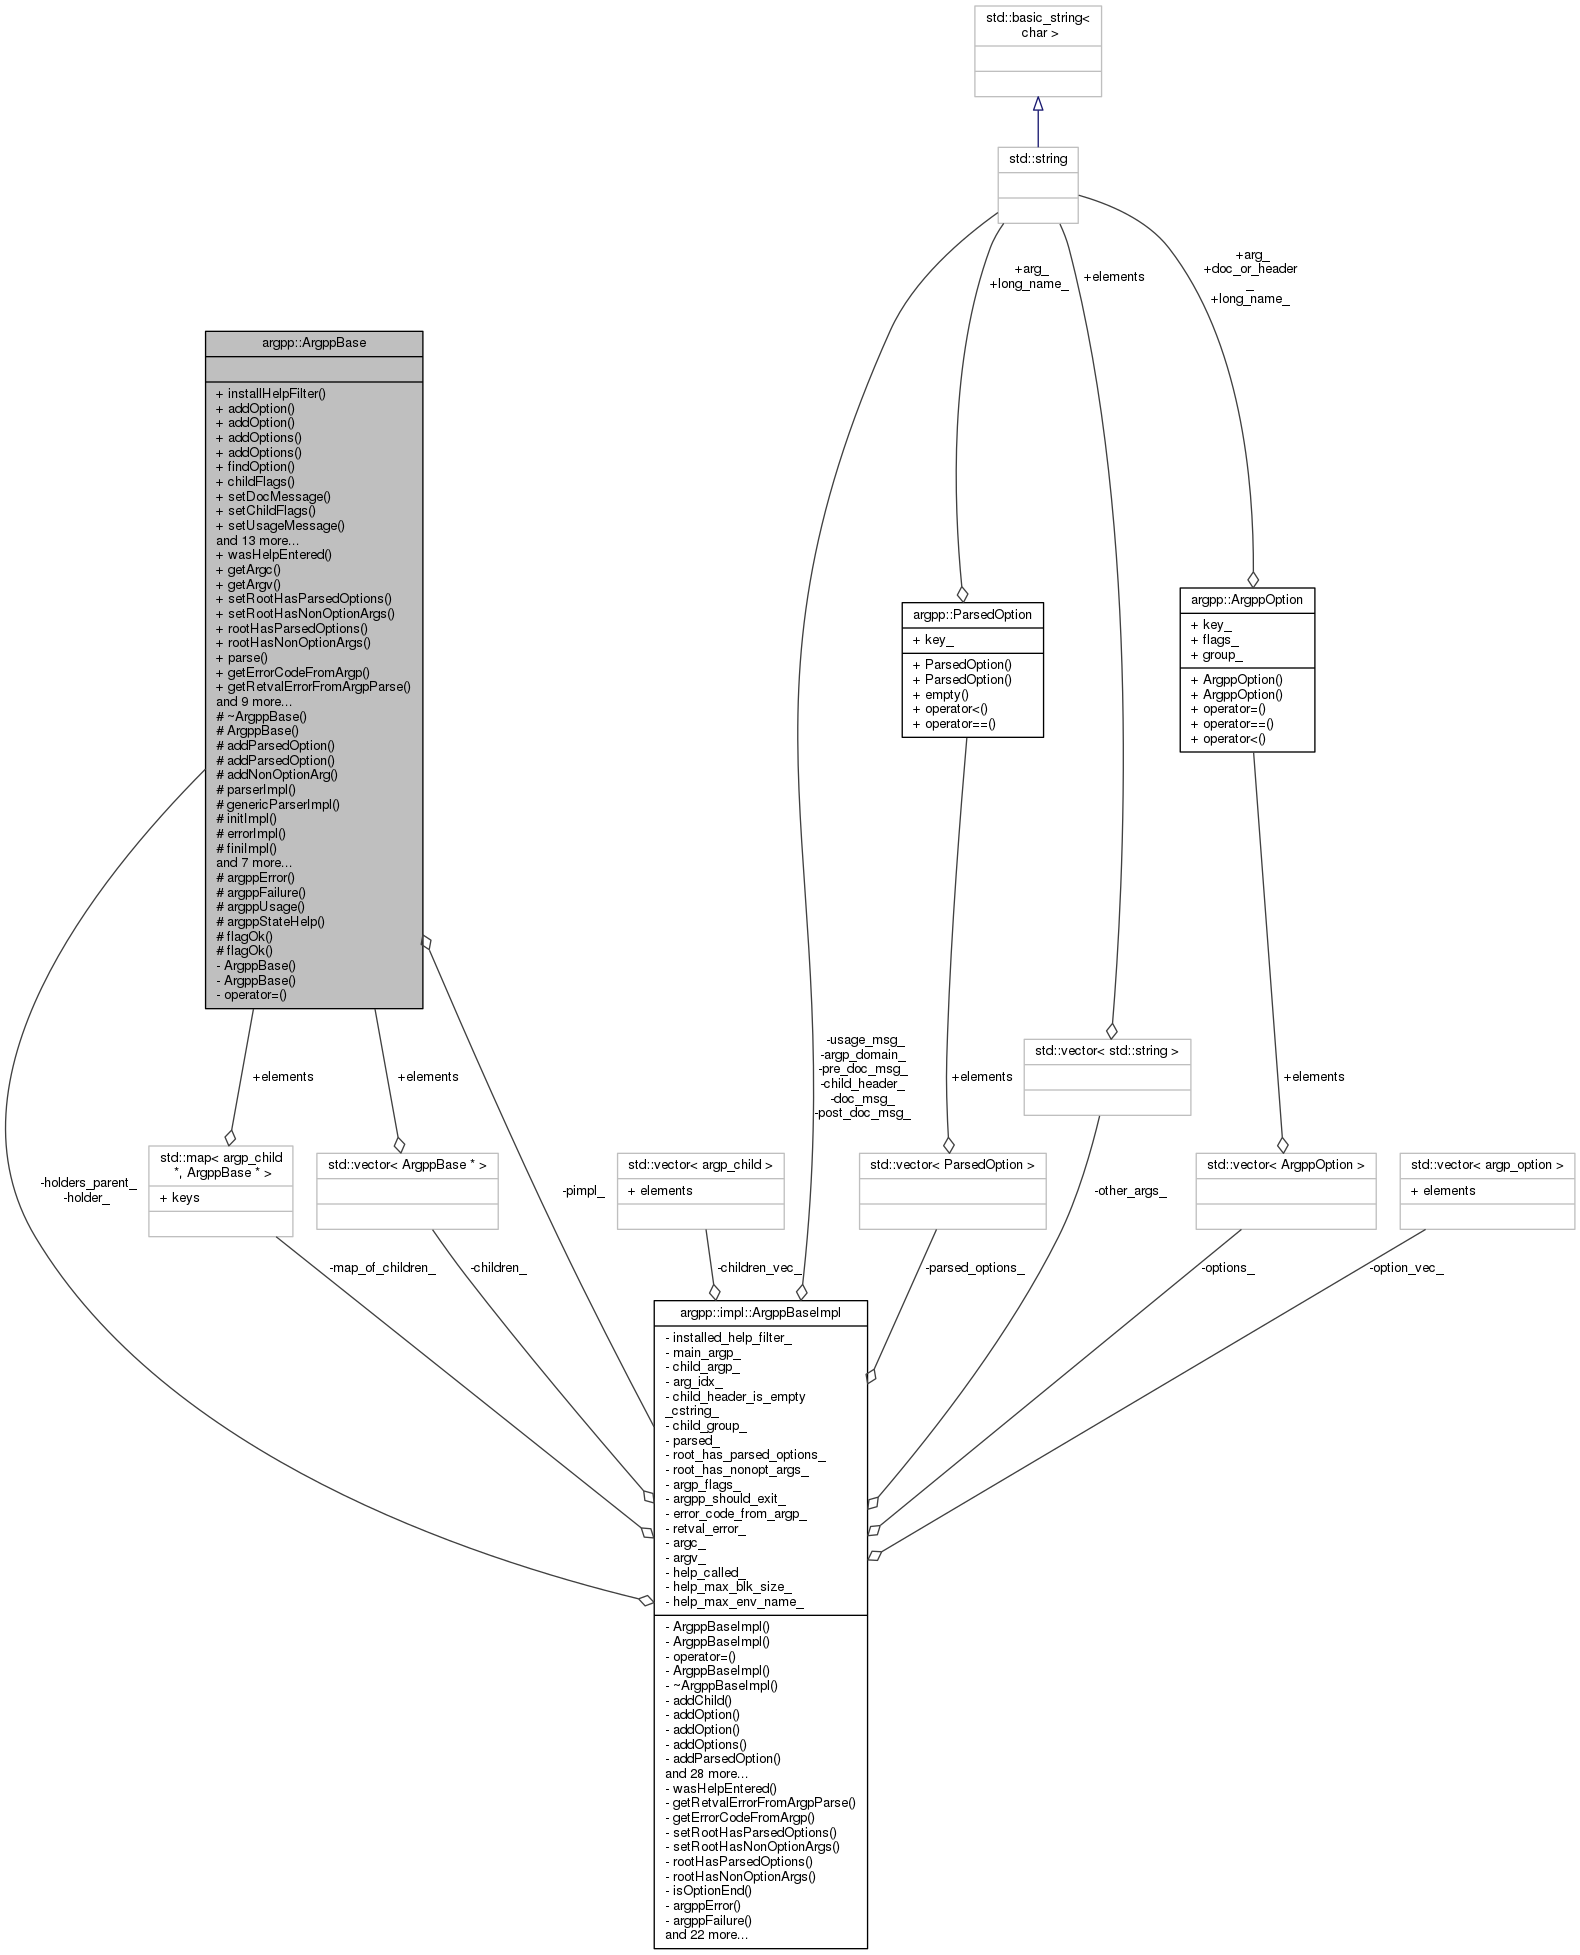 std::basic_string<
char >
std::string
+arg_
+long_name_
+elements
+arg_
+doc_or_header
_
+long_name_
argpp::ArgppBase
+ installHelpFilter()
+ addOption()
+ addOption()
+ addOptions()
+ addOptions()
+ findOption()
+ childFlags()
+ setDocMessage()
+ setChildFlags()
+ setUsageMessage()
and 13 more...
+ wasHelpEntered()
+ getArgc()
+ getArgv()
+ setRootHasParsedOptions()
+ setRootHasNonOptionArgs()
+ rootHasParsedOptions()
+ rootHasNonOptionArgs()
+ parse()
+ getErrorCodeFromArgp()
+ getRetvalErrorFromArgpParse()
and 9 more...
# ~ArgppBase()
# ArgppBase()
# addParsedOption()
# addParsedOption()
# addNonOptionArg()
# parserImpl()
# genericParserImpl()
# initImpl()
# errorImpl()
# finiImpl()
and 7 more...
# argppError()
# argppFailure()
# argppUsage()
# argppStateHelp()
# flagOk()
# flagOk()
- ArgppBase()
- ArgppBase()
- operator=()
argpp::ParsedOption
+ key_
+ ParsedOption()
+ ParsedOption()
+ empty()
+ operator<()
+ operator==()
argpp::ArgppOption
+ key_
+ flags_
+ group_
+ ArgppOption()
+ ArgppOption()
+ operator=()
+ operator==()
+ operator<()
+elements
+elements
-usage_msg_
-argp_domain_
-pre_doc_msg_
-child_header_
-doc_msg_
-post_doc_msg_
+elements
std::vector< std::string >
+elements
-holders_parent_
-holder_
std::map< argp_child
*, ArgppBase * >
+ keys
std::vector< ArgppBase * >
-pimpl_
std::vector< argp_child >
+ elements
std::vector< ParsedOption >
-other_args_
std::vector< ArgppOption >
std::vector< argp_option >
+ elements
-map_of_children_
-children_
-children_vec_
-parsed_options_
-options_
-option_vec_
argpp::impl::ArgppBaseImpl
- installed_help_filter_
- main_argp_
- child_argp_
- arg_idx_
- child_header_is_empty
_cstring_
- child_group_
- parsed_
- root_has_parsed_options_
- root_has_nonopt_args_
- argp_flags_
- argpp_should_exit_
- error_code_from_argp_
- retval_error_
- argc_
- argv_
- help_called_
- help_max_blk_size_
- help_max_env_name_
- ArgppBaseImpl()
- ArgppBaseImpl()
- operator=()
- ArgppBaseImpl()
- ~ArgppBaseImpl()
- addChild()
- addOption()
- addOption()
- addOptions()
- addParsedOption()
and 28 more...
- wasHelpEntered()
- getRetvalErrorFromArgpParse()
- getErrorCodeFromArgp()
- setRootHasParsedOptions()
- setRootHasNonOptionArgs()
- rootHasParsedOptions()
- rootHasNonOptionArgs()
- isOptionEnd()
- argppError()
- argppFailure()
and 22 more...